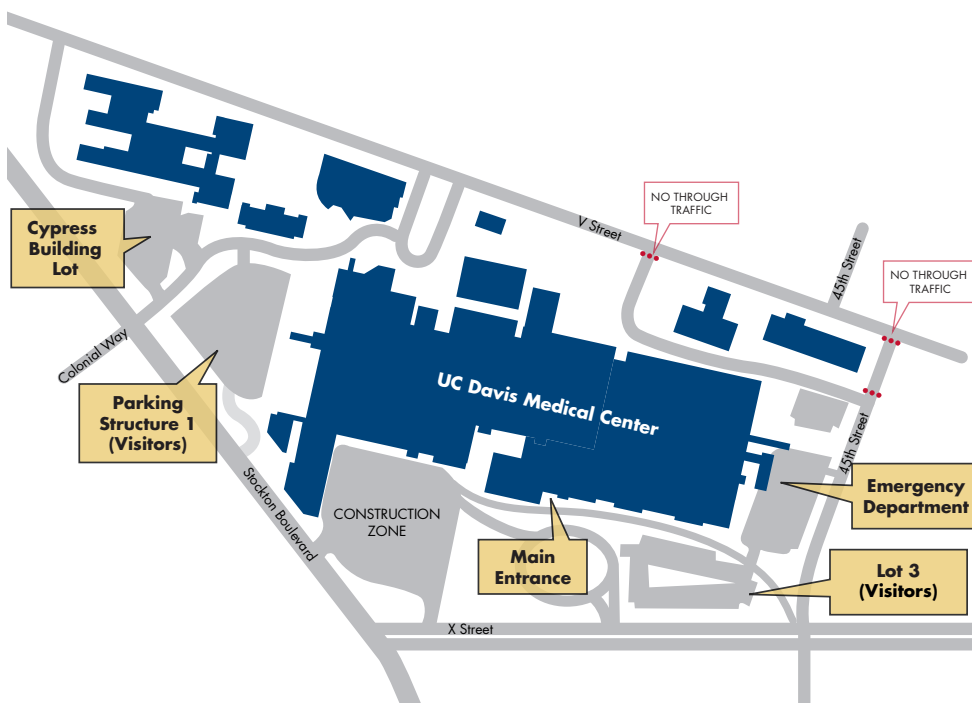 NO THROUGH
TRAFFIC
V Street
45th Street
NO THROUGH
TRAFFIC
Cypress
Building
Lot
Colonial Way
UC Davis Medical Center
Parking
Structure 1
(Visitors)
45th Street
Stockton Boulevard
Emergency
Department
CONSTRUCTION
ZONE
Main
Entrance
Lot 3
(Visitors)
X Street